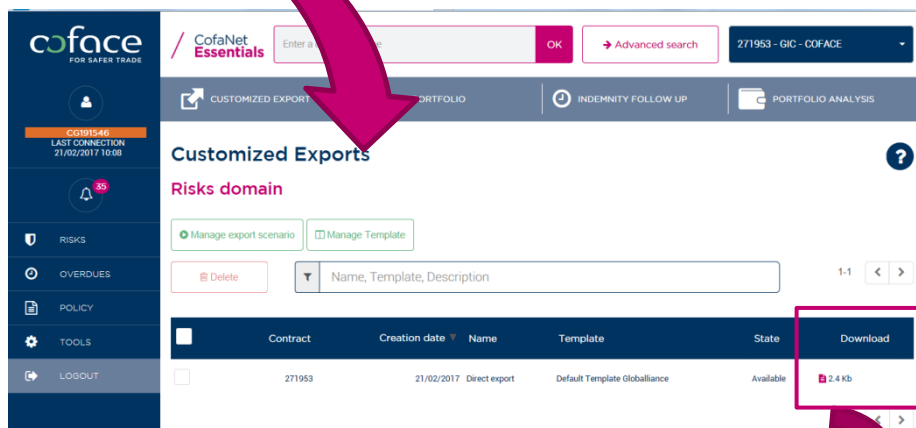 coface
FOR SAFER TRADE
CofaNet
Essentials
Enter a
OK
Advanced search
271953 - GIC - COFACE
CUSTOMIZED EXPORT
PORTFOLIO
INDEMNITY FOLLOW UP
PORTFOLIO ANALYSIS
CG191546
LAST CONNECTION
21/02/2017 10:08
35
RISKS
OVERDUES
POLICY
TOOLS
LOGOUT
Customized Exports
?
Risks domain
Manage export scenario
Manage Template
Delete
Name, Template, Description
1-1 < >
Contract Creation date Name Template State Download
271953 21/02/2017 Direct export Default Template Globalliance Available 2.4 Kb
< >